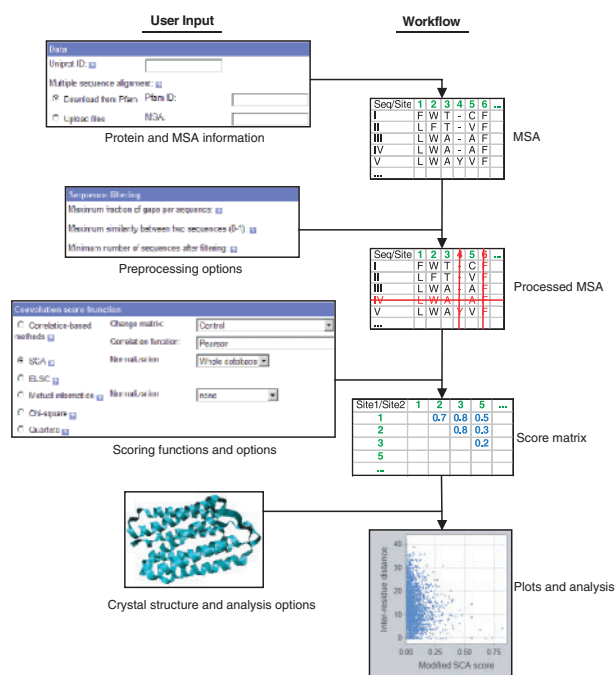 User Input
Workflow
Data
Uniprot ID:
Multiple sequence alignment:
Download from Pfam Pfam ID:
Upload files MSA:
Protein and MSA information
Seq/Site 1 2 3 4 5 6 ...
I F W T - C F
II L F T - V F
III L W A - A F
IV L W A - A F
V L W A Y V F
...
MSA
Sequence filtering
Maximum fraction of gaps per sequence:
Maximum similarity between two sequences (0-1):
Minimum number of sequences after filtering:
Preprocessing options
Seq/Site 1 2 3 4 5 6 ...
I F W T - C F
II L F T - V F
III L W A - A F
IV L W A - A F
V L W A Y V F
...
Processed MSA
Coevolution score function
Correlation-based methods
Change matrix: Control
Correlation function: Pearson
SCA Normalization Whole database
ELSC
Mutual information Normalization none
Chi-square
Quartets
Scoring functions and options
Site1/Site2 1 2 3 5 ...
1 0.7 0.8 0.5
2 0.8 0.3
3 0.2
5
...
Score matrix
Crystal structure and analysis options
Inter-residue distance
40
30
20
10
0
0.00 0.25 0.50 0.75
Modified SCA score
Plots and analysis